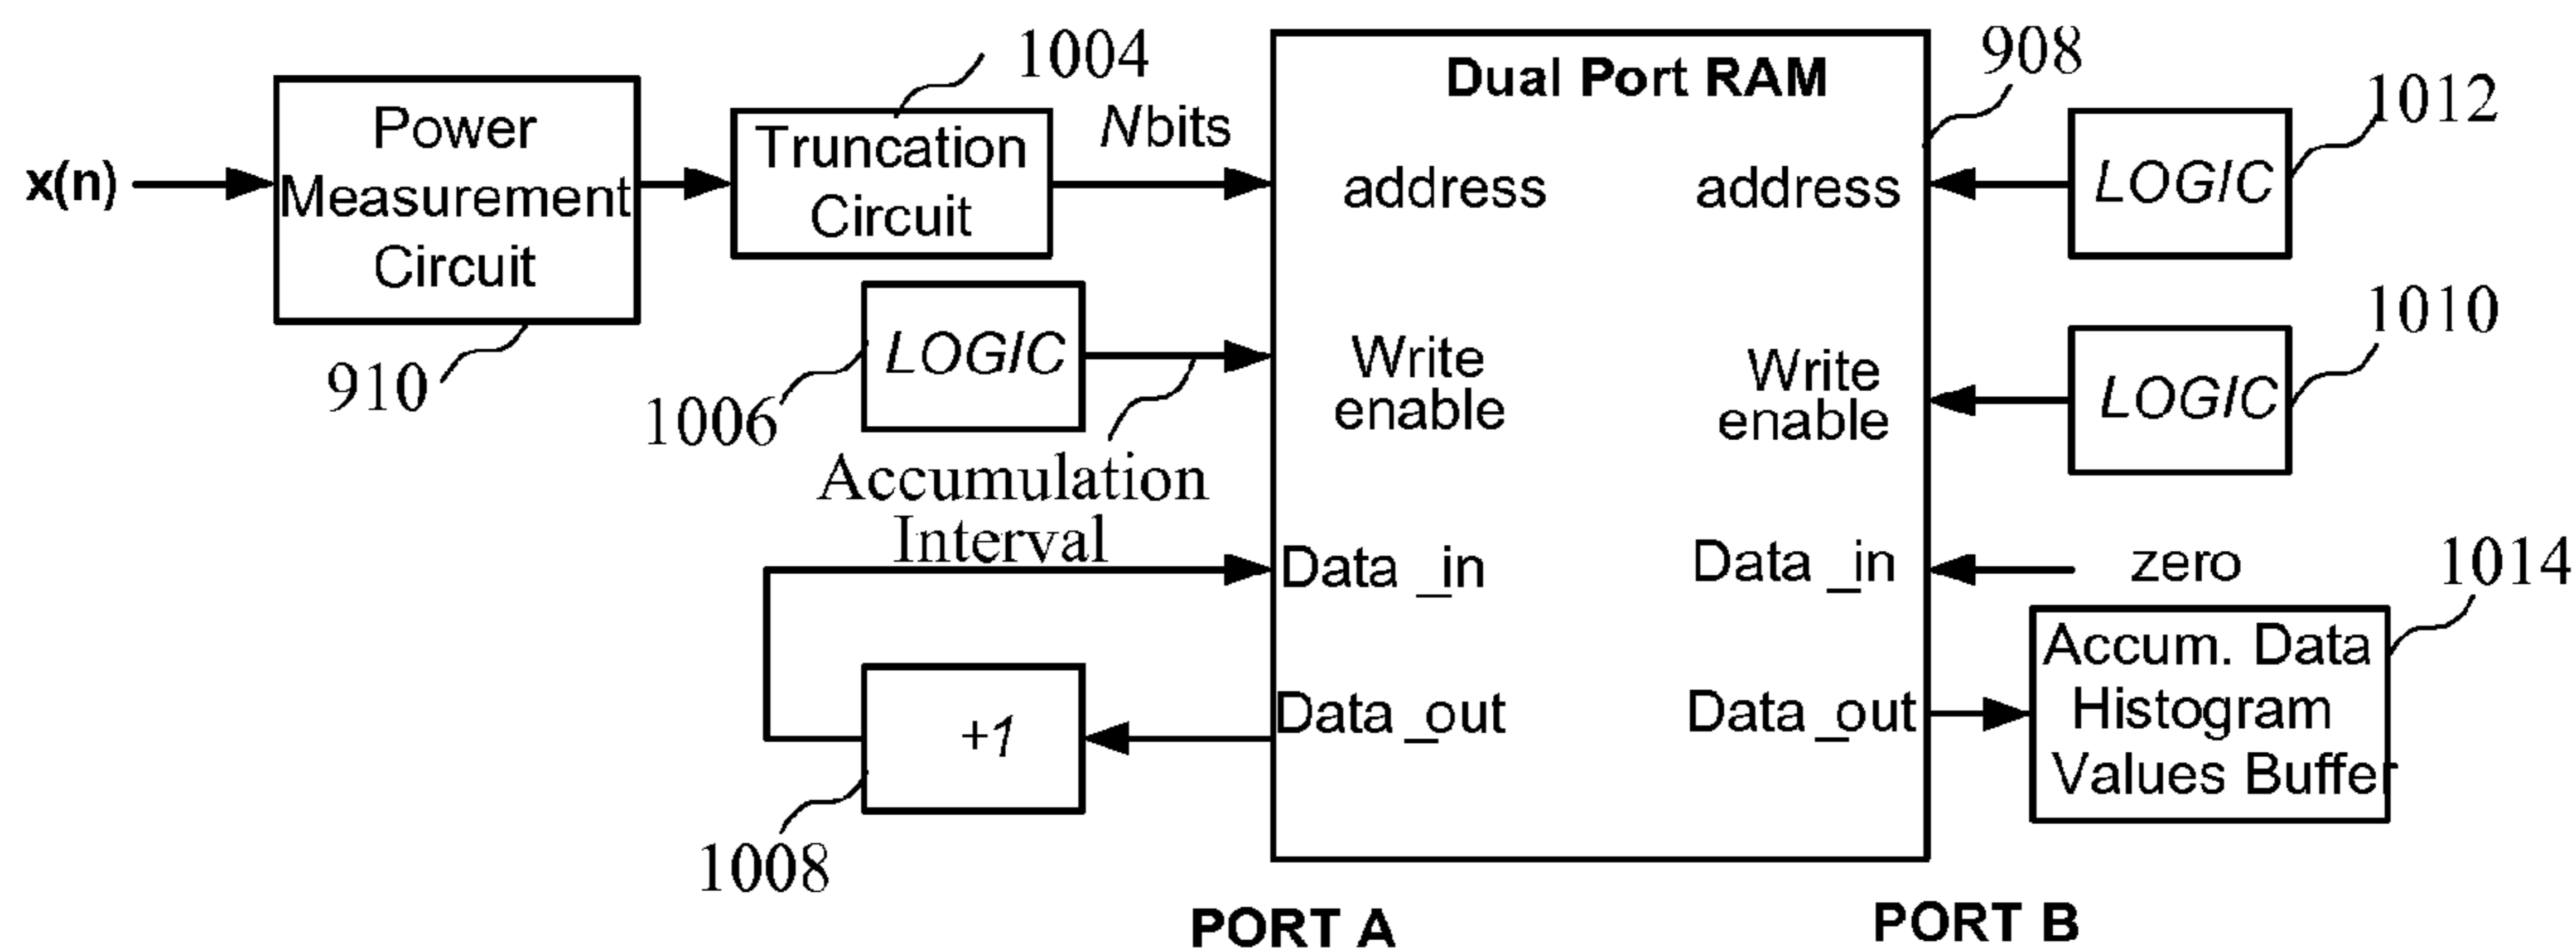 x(n)
Power
Measurement
Circuit
910
1004
Truncation
Circuit
Nbits
LOGIC
1006
Accumulation
Interval
+1
1008
Dual Port RAM
908
address
Write
enable
Data _in
Data _out
address
Write
enable
Data _in
Data _out
LOGIC
1012
LOGIC
1010
zero
1014
Accum. Data
Histogram
Values Buffer
PORT A
PORT B